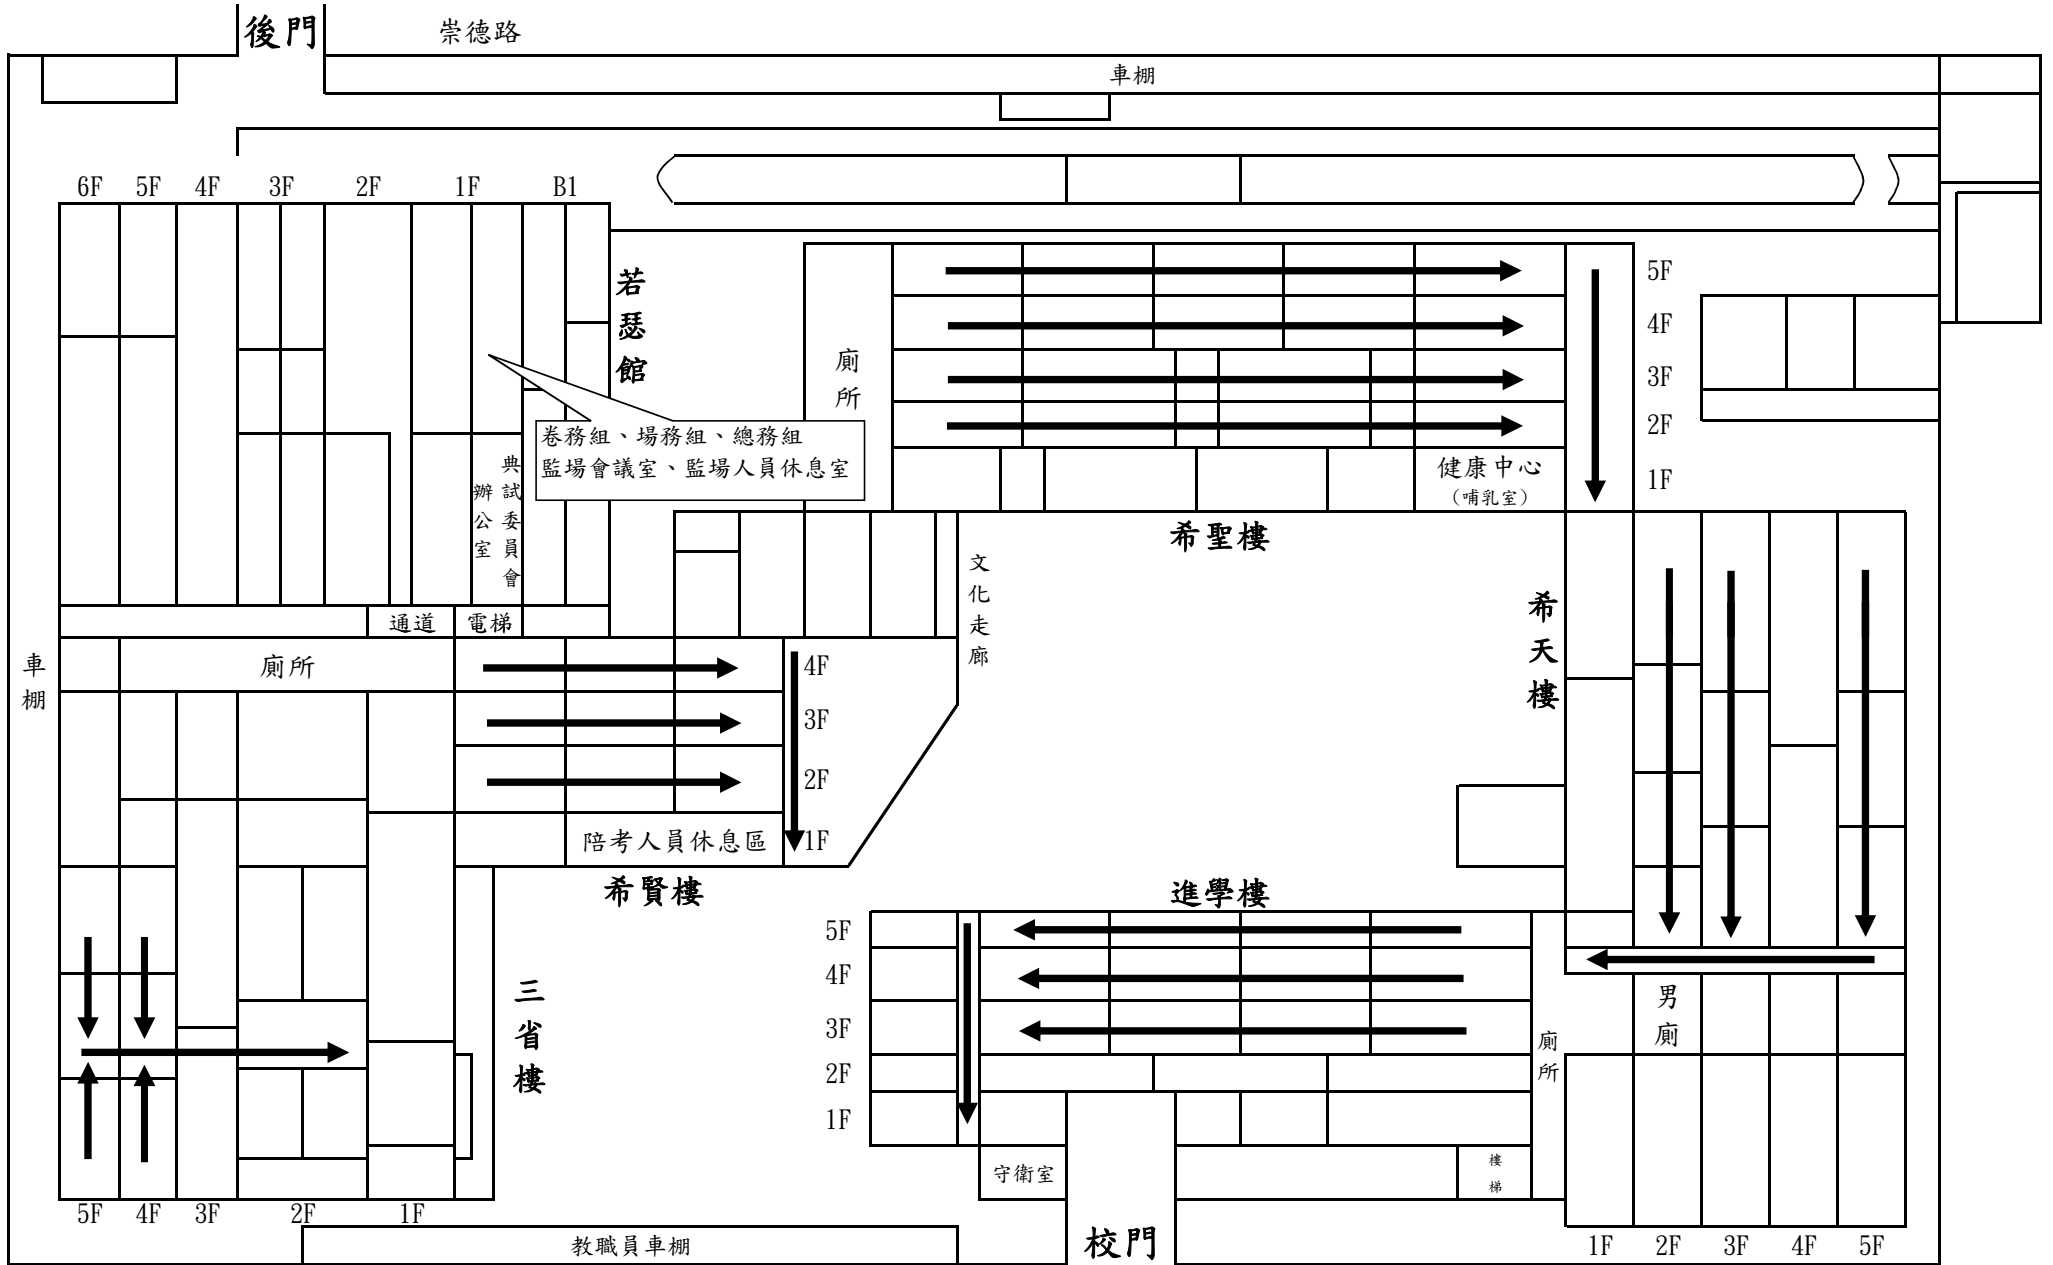 後門
崇德路
車棚
6F 5F 4F 3F 2F 1F B1
若瑟館
卷務組、場務組、總務組
監場會議室、監場人員休息室
典試委員會
辦公室
通道
電梯
廁所
5F
4F
3F
2F
1F
健康中心
(哺乳室)
希聖樓
文化走廊
希天樓
車棚
廁所
4F
3F
2F
1F
陪考人員休息區
希賢樓
三省樓
進學樓
5F
4F
3F
2F
1F
廁所
男廁
守衛室
樓梯
5F 4F 3F 2F 1F
教職員車棚
校門
1F 2F 3F 4F 5F